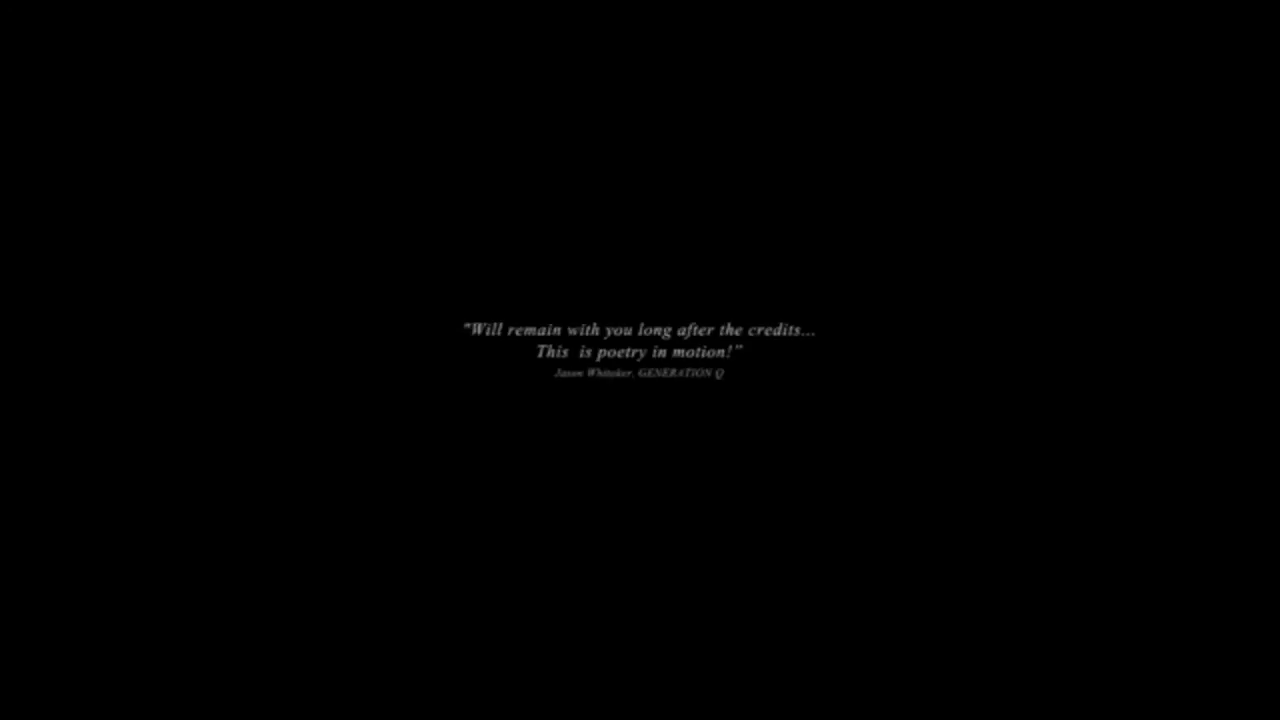 "Will remain with you long after the credits...
This is poetry in motion!"
Jason Whittaker, GENERATION Q